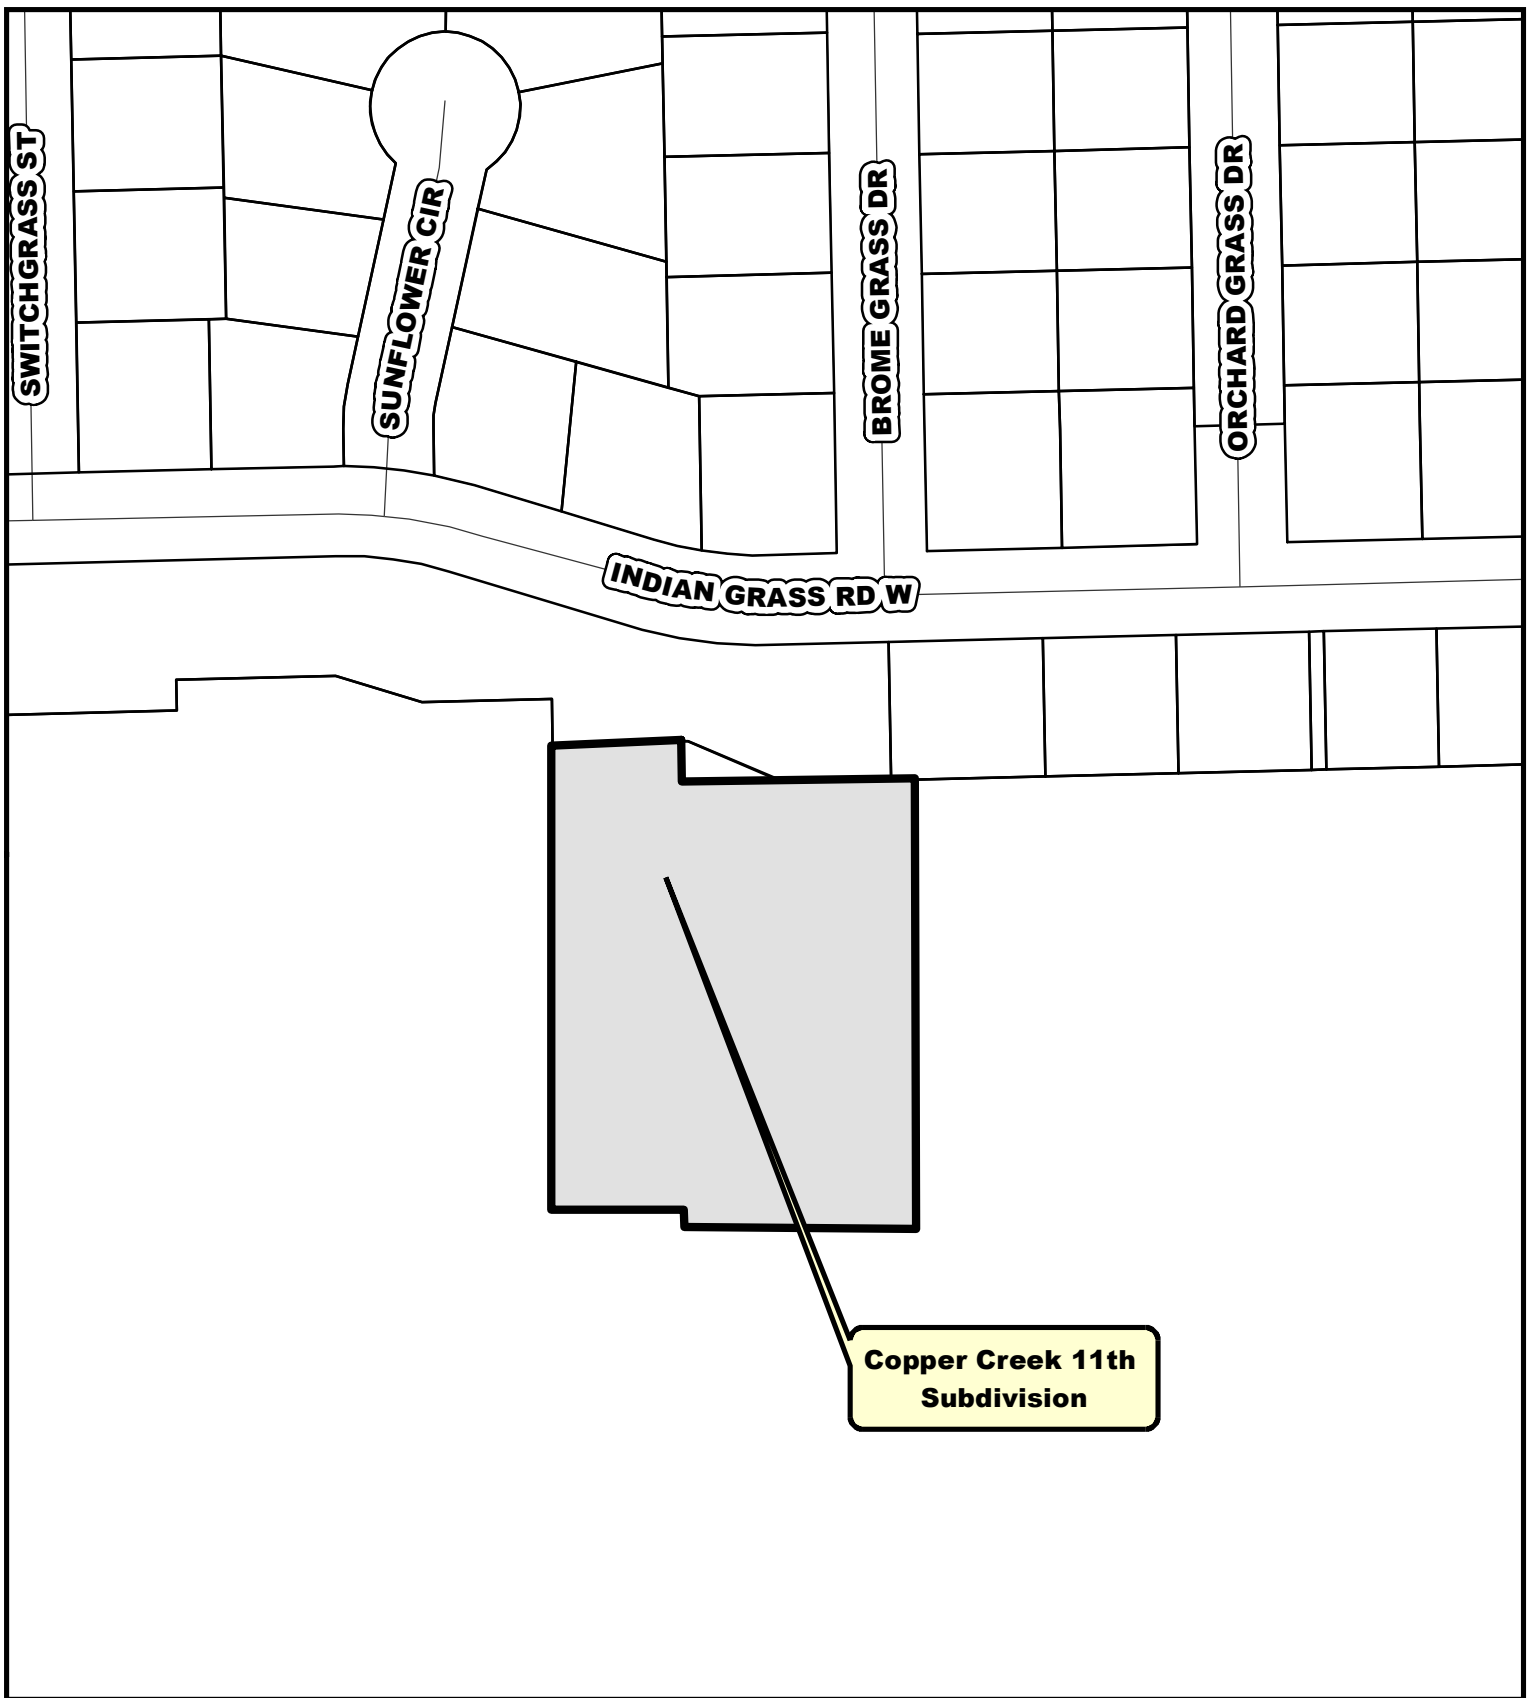 SWITCHGRASS ST
SUNFLOWER CIR
BROME GRASS DR
ORCHARD GRASS DR
INDIAN GRASS RD W
Copper Creek 11th
Subdivision